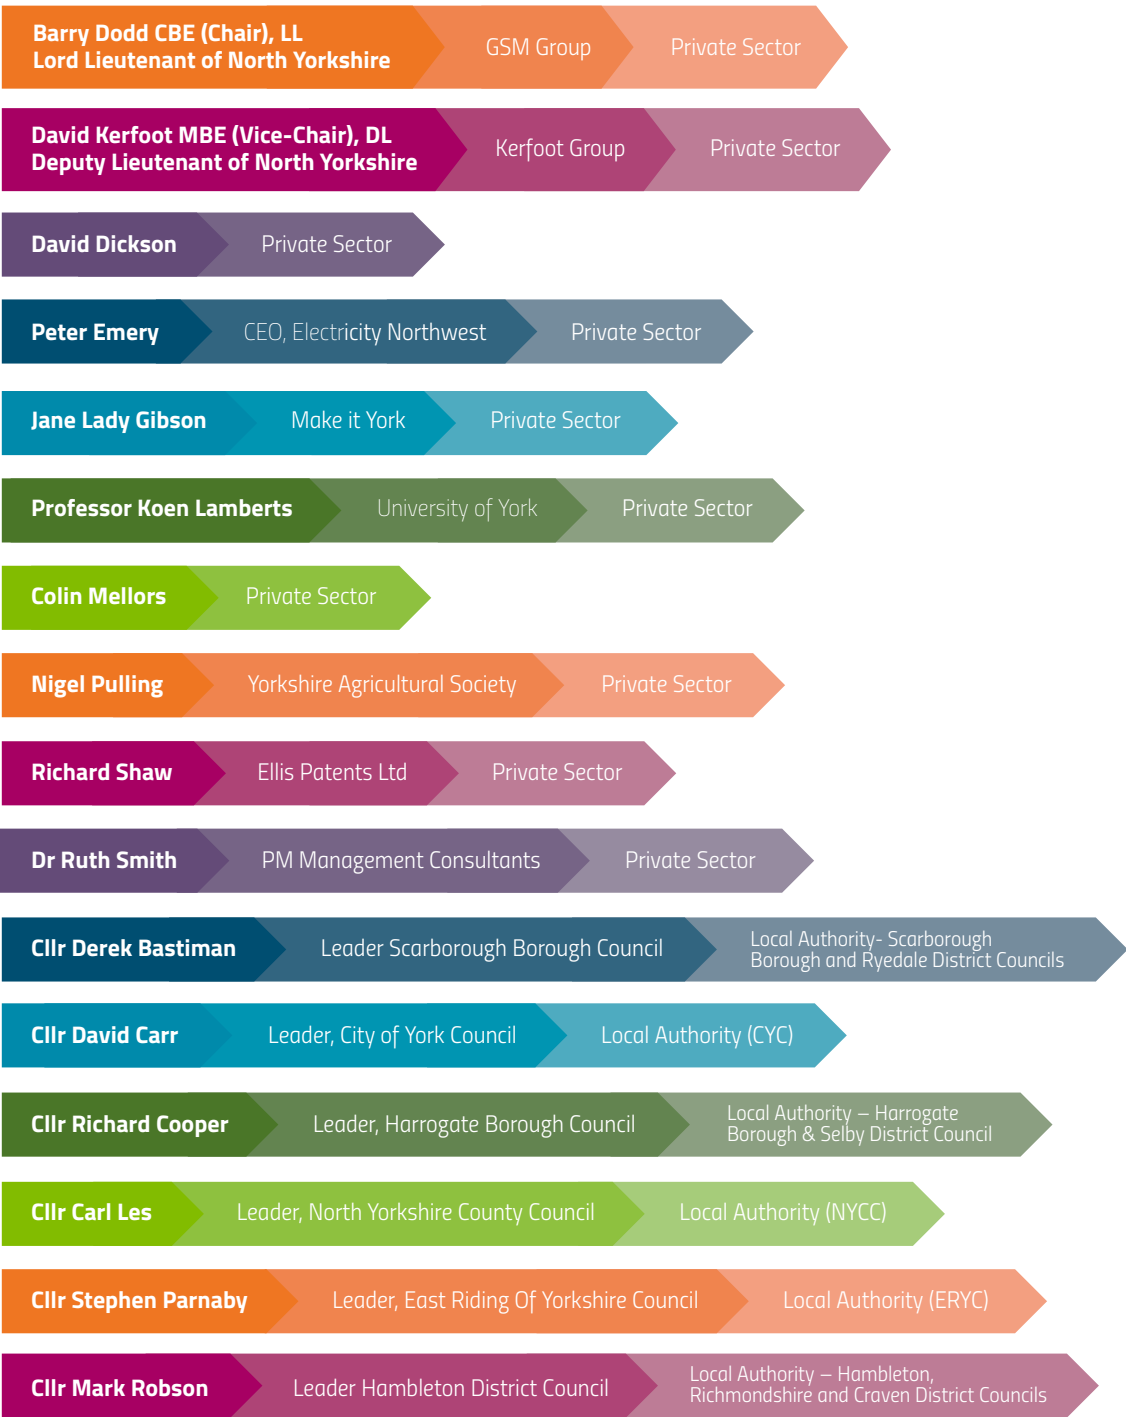 Barry Dodd CBE (Chair), LL
Lord Lieutenant of North Yorkshire
GSM Group
Private Sector
David Kerfoot MBE (Vice-Chair), DL
Deputy Lieutenant of North Yorkshire
Kerfoot Group
Private Sector
David Dickson
Private Sector
Peter Emery
CEO, Electricity Northwest
Private Sector
Jane Lady Gibson
Make it York
Private Sector
Professor Koen Lamberts
University of York
Private Sector
Colin Mellors
Private Sector
Nigel Pulling
Yorkshire Agricultural Society
Private Sector
Richard Shaw
Ellis Patents Ltd
Private Sector
Dr Ruth Smith
PM Management Consultants
Private Sector
Cllr Derek Bastiman
Leader Scarborough Borough Council
Local Authority- Scarborough
Borough and Ryedale District Councils
Cllr David Carr
Leader, City of York Council
Local Authority (CYC)
Cllr Richard Cooper
Leader, Harrogate Borough Council
Local Authority – Harrogate
Borough & Selby District Council
Cllr Carl Les
Leader, North Yorkshire County Council
Local Authority (NYCC)
Cllr Stephen Parnaby
Leader, East Riding Of Yorkshire Council
Local Authority (ERYC)
Cllr Mark Robson
Leader Hambleton District Council
Local Authority – Hambleton,
Richmondshire and Craven District Councils